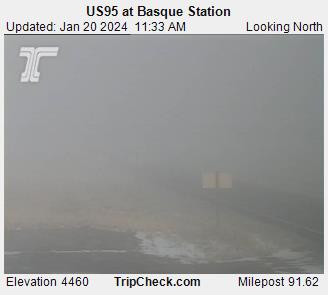 US95 at Basque Station
Updated: Jan 20 2024 11:33 AM Looking North
Elevation 4460 TripCheck.com Milepost 91.62